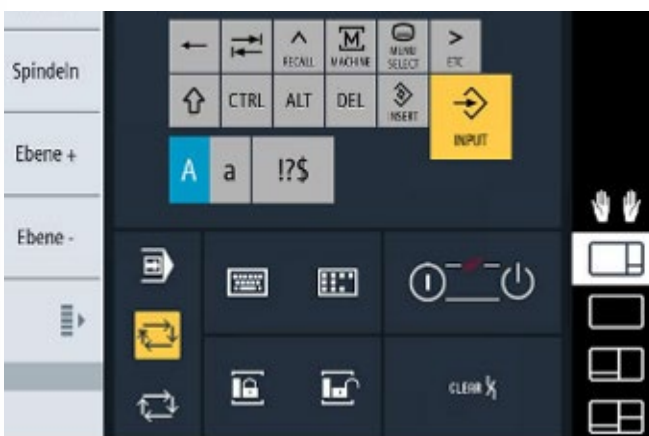 Spindeln
Ebene +
Ebene -
RECALL
MACHINE
MENU
SELECT
>
ETC
CTRL
ALT
DEL
INSERT
INPUT
A
a
!?$
CLEAR